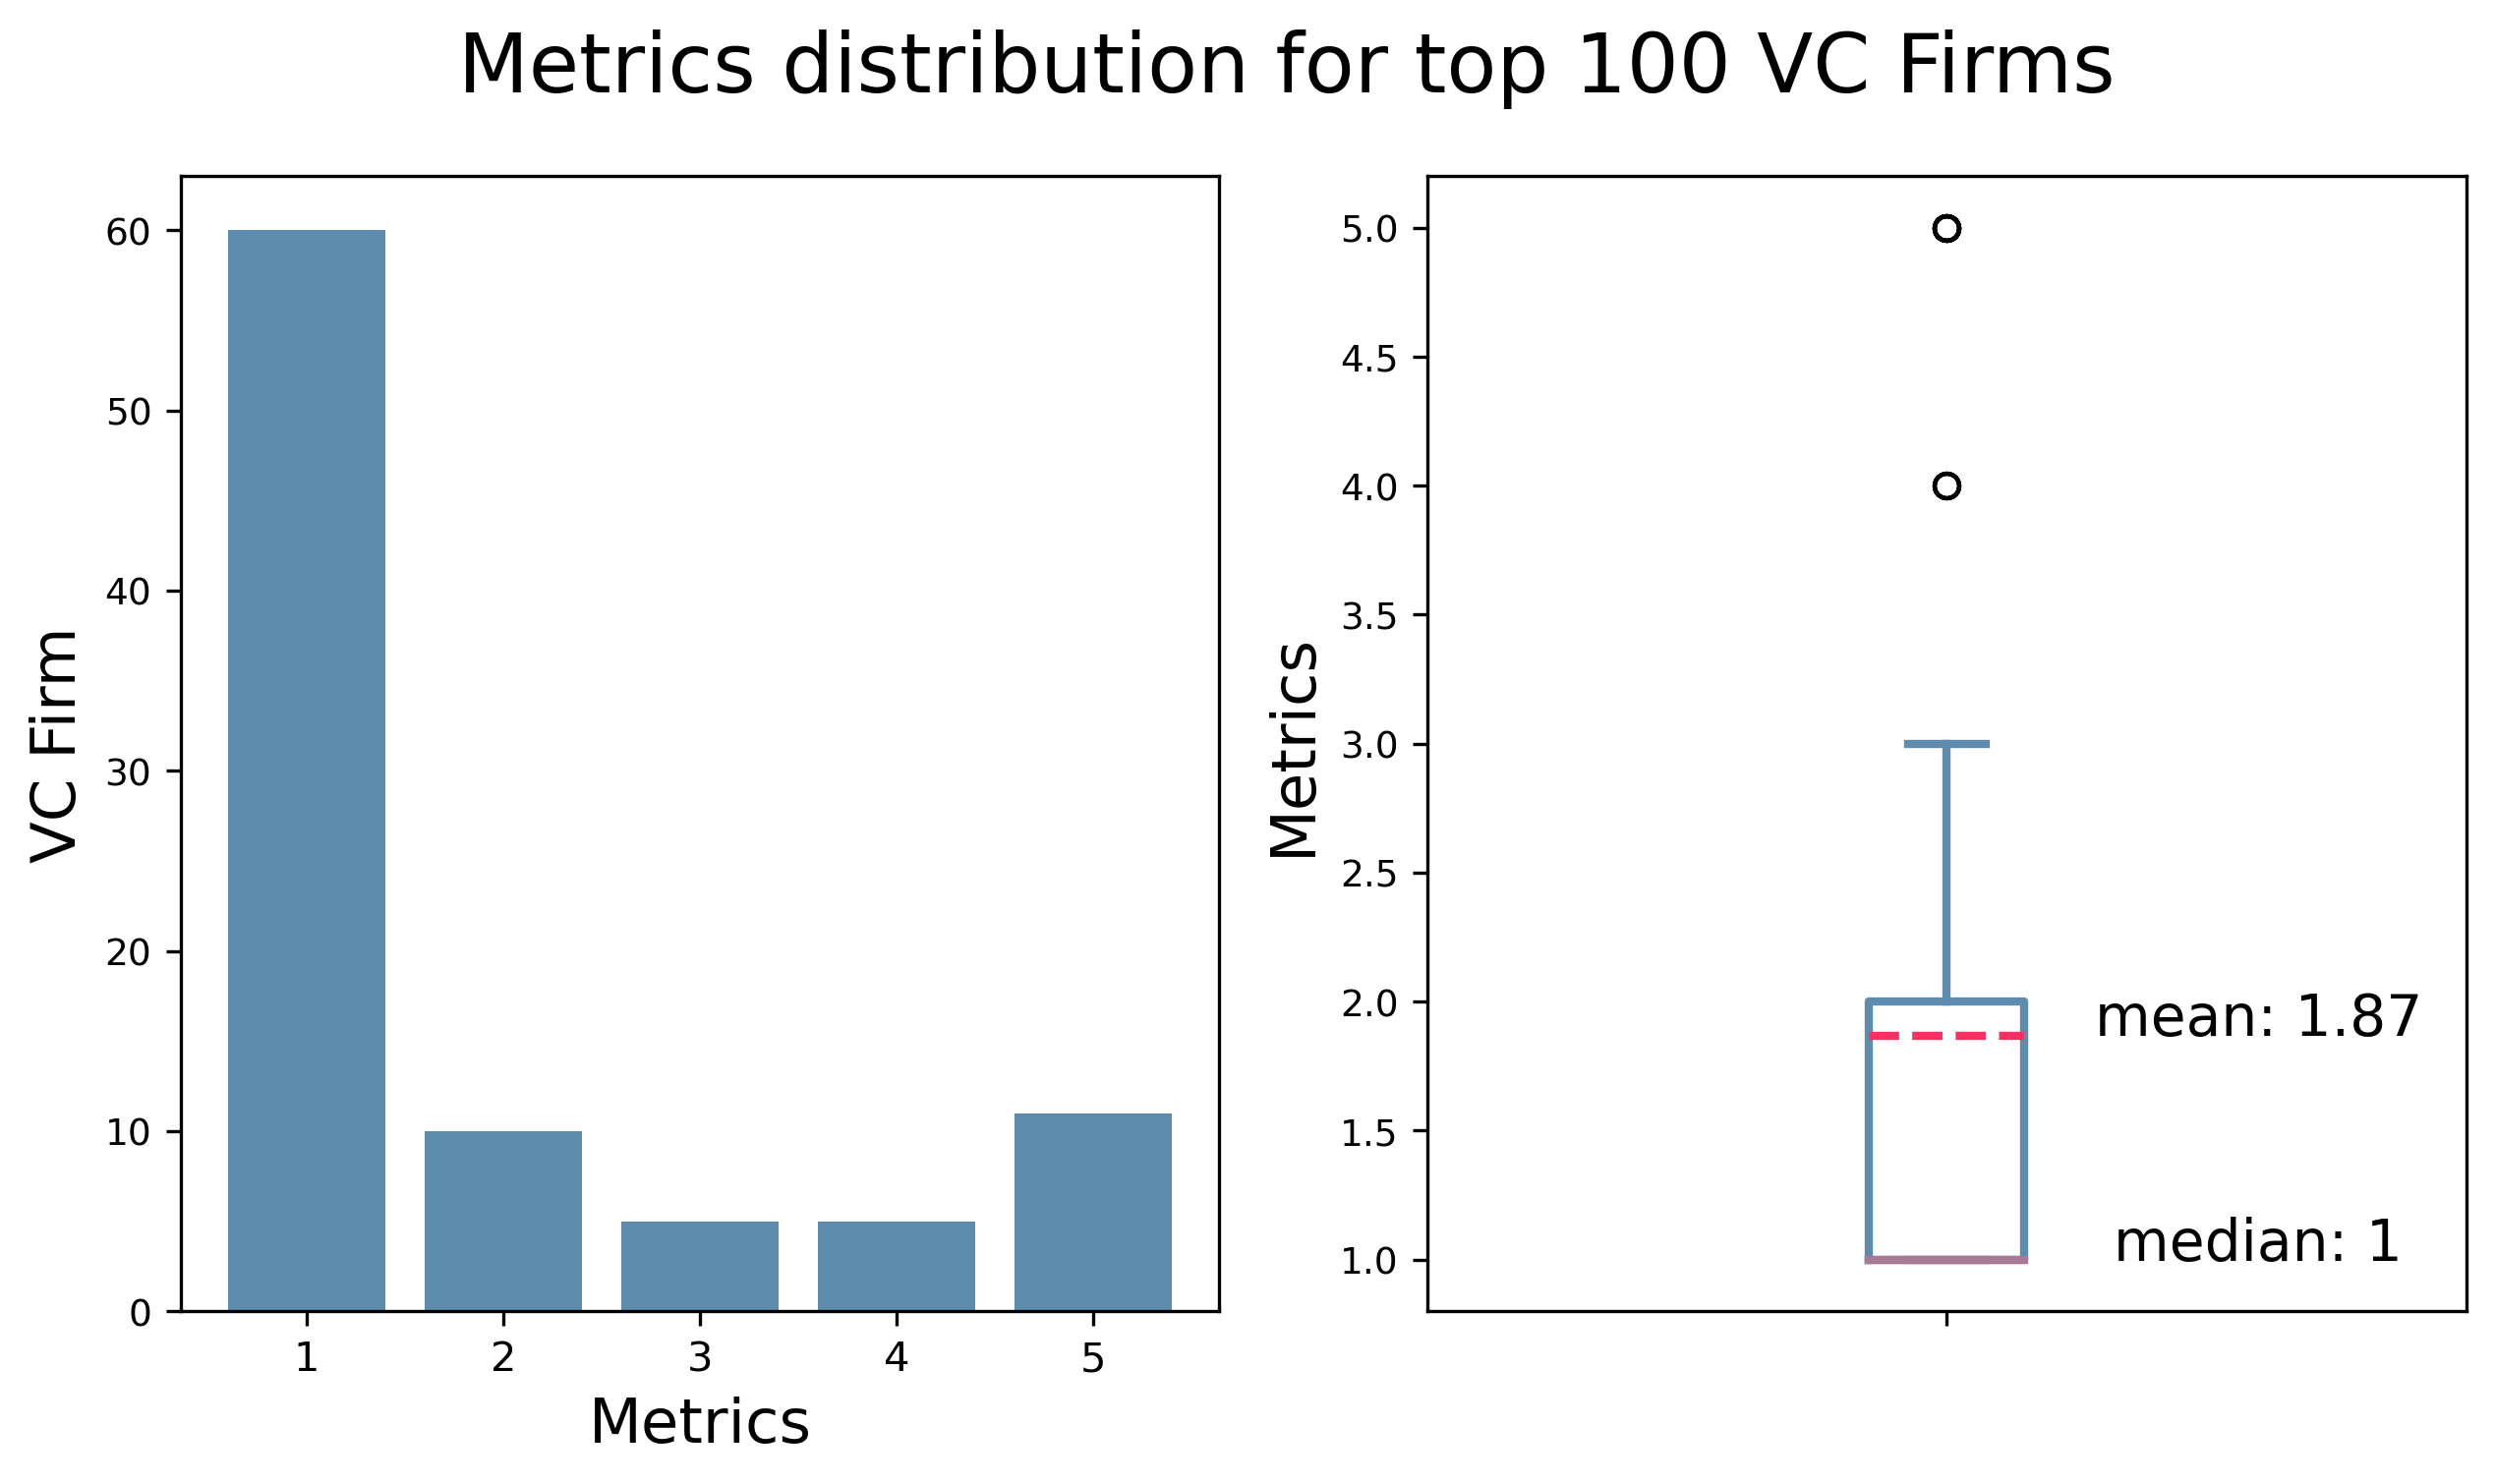 Metrics distribution for top 100 VC Firms
60
50
40
30
20
10
0
VC Firm
1 2 3 4 5
Metrics
5.0
4.5
4.0
3.5
3.0
2.5
2.0
1.5
1.0
Metrics
mean: 1.87
median: 1